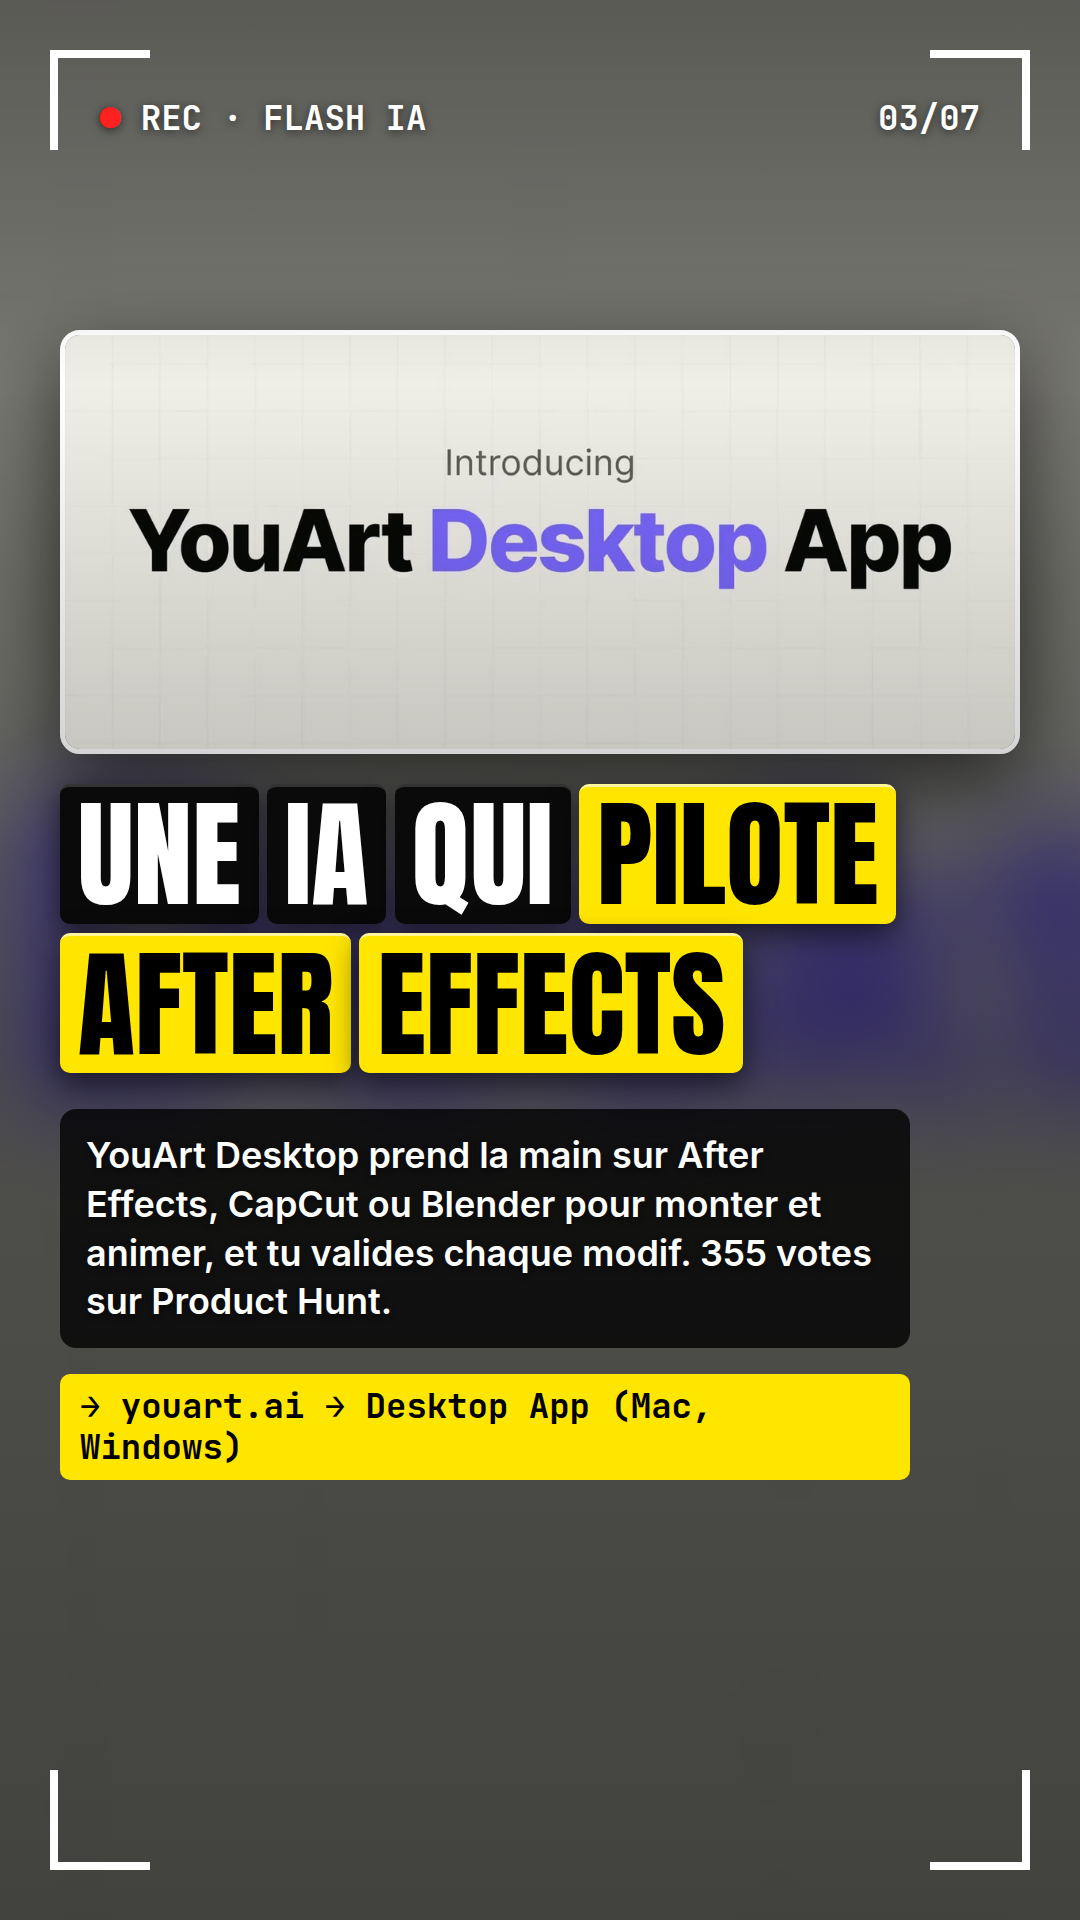 REC · FLASH IA
03/07
Introducing
YouArt Desktop App
UNE IA QUI PILOTE
AFTER EFFECTS
YouArt Desktop prend la main sur After
Effects, CapCut ou Blender pour monter et
animer, et tu valides chaque modif. 355 votes
sur Product Hunt.
→ youart.ai → Desktop App (Mac,
Windows)